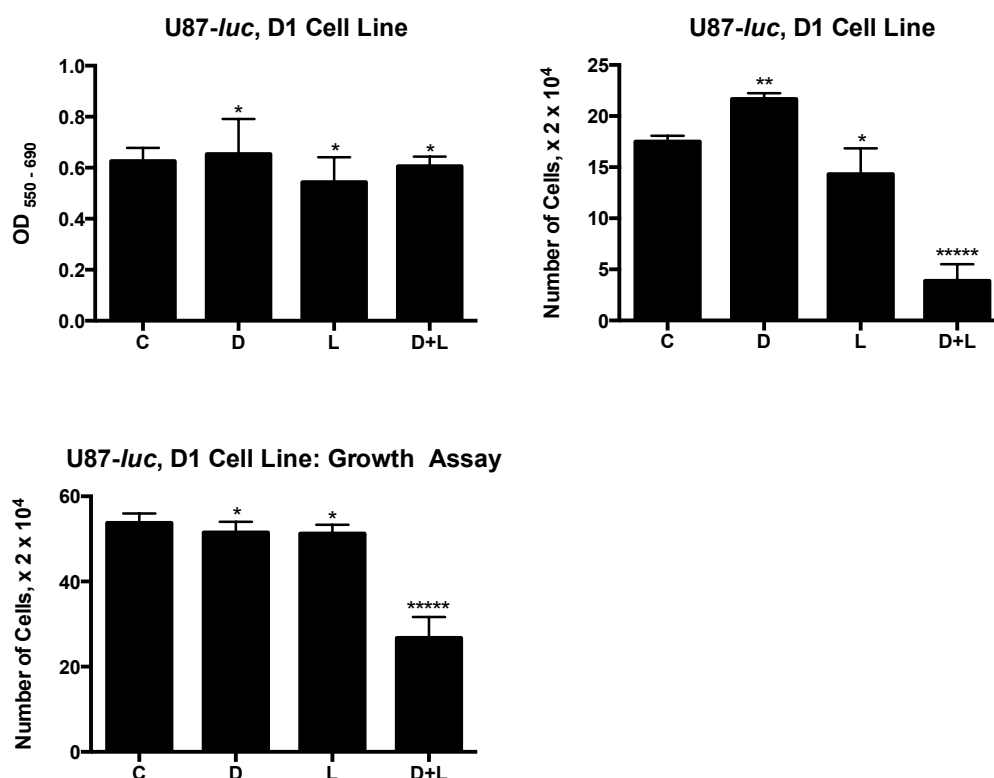 U87-luc, D1 Cell Line
OD 550 - 690
1.0
0.8
0.6
0.4
0.2
0.0
*
*
*
C D L D+L
U87-luc, D1 Cell Line
Number of Cells, x 2 x 10⁴
25
20
15
10
5
0
**
*
*****
C D L D+L
U87-luc, D1 Cell Line: Growth Assay
Number of Cells, x 2 x 10⁴
60
40
20
0
*
*
*****
C D L D+L